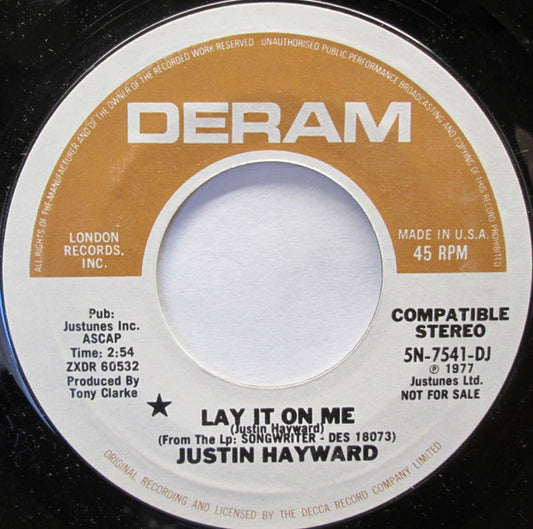 ALL RIGHTS OF THE MANUFACTURER AND OF THE OWNER OF THE RECORDED WORK RESERVED UNAUTHORISED PUBLIC PERFORMANCE BROADCASTING AND COPYING OF THIS RECORD PROHIBITED
DERAM
LONDON
RECORDS,
INC.
MADE IN U.S.A.
45 RPM
Pub:
Justunes Inc.
ASCAP
Time: 2:54
ZXDR 60532
Produced By
Tony Clarke
COMPATIBLE
STEREO
5N-7541-DJ
℗ 1977
Justunes Ltd.
NOT FOR SALE
LAY IT ON ME
(Justin Hayward)
(From The Lp: SONGWRITER - DES 18073)
JUSTIN HAYWARD
ORIGINAL RECORDING AND LICENSED BY THE DECCA RECORD COMPANY LIMITED